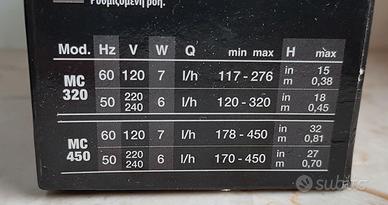 Ρυθμιζόμενη ροή.
Mod. Hz V W Q min max H max
MC 320 60 120 7 l/h 117 - 276 in m 15 0,38
50 220 240 6 l/h 120 - 320 in m 18 0,45
MC 450 60 120 7 l/h 178 - 450 in m 32 0,81
50 220 240 6 l/h 170 - 450 in m 27 0,70
subito